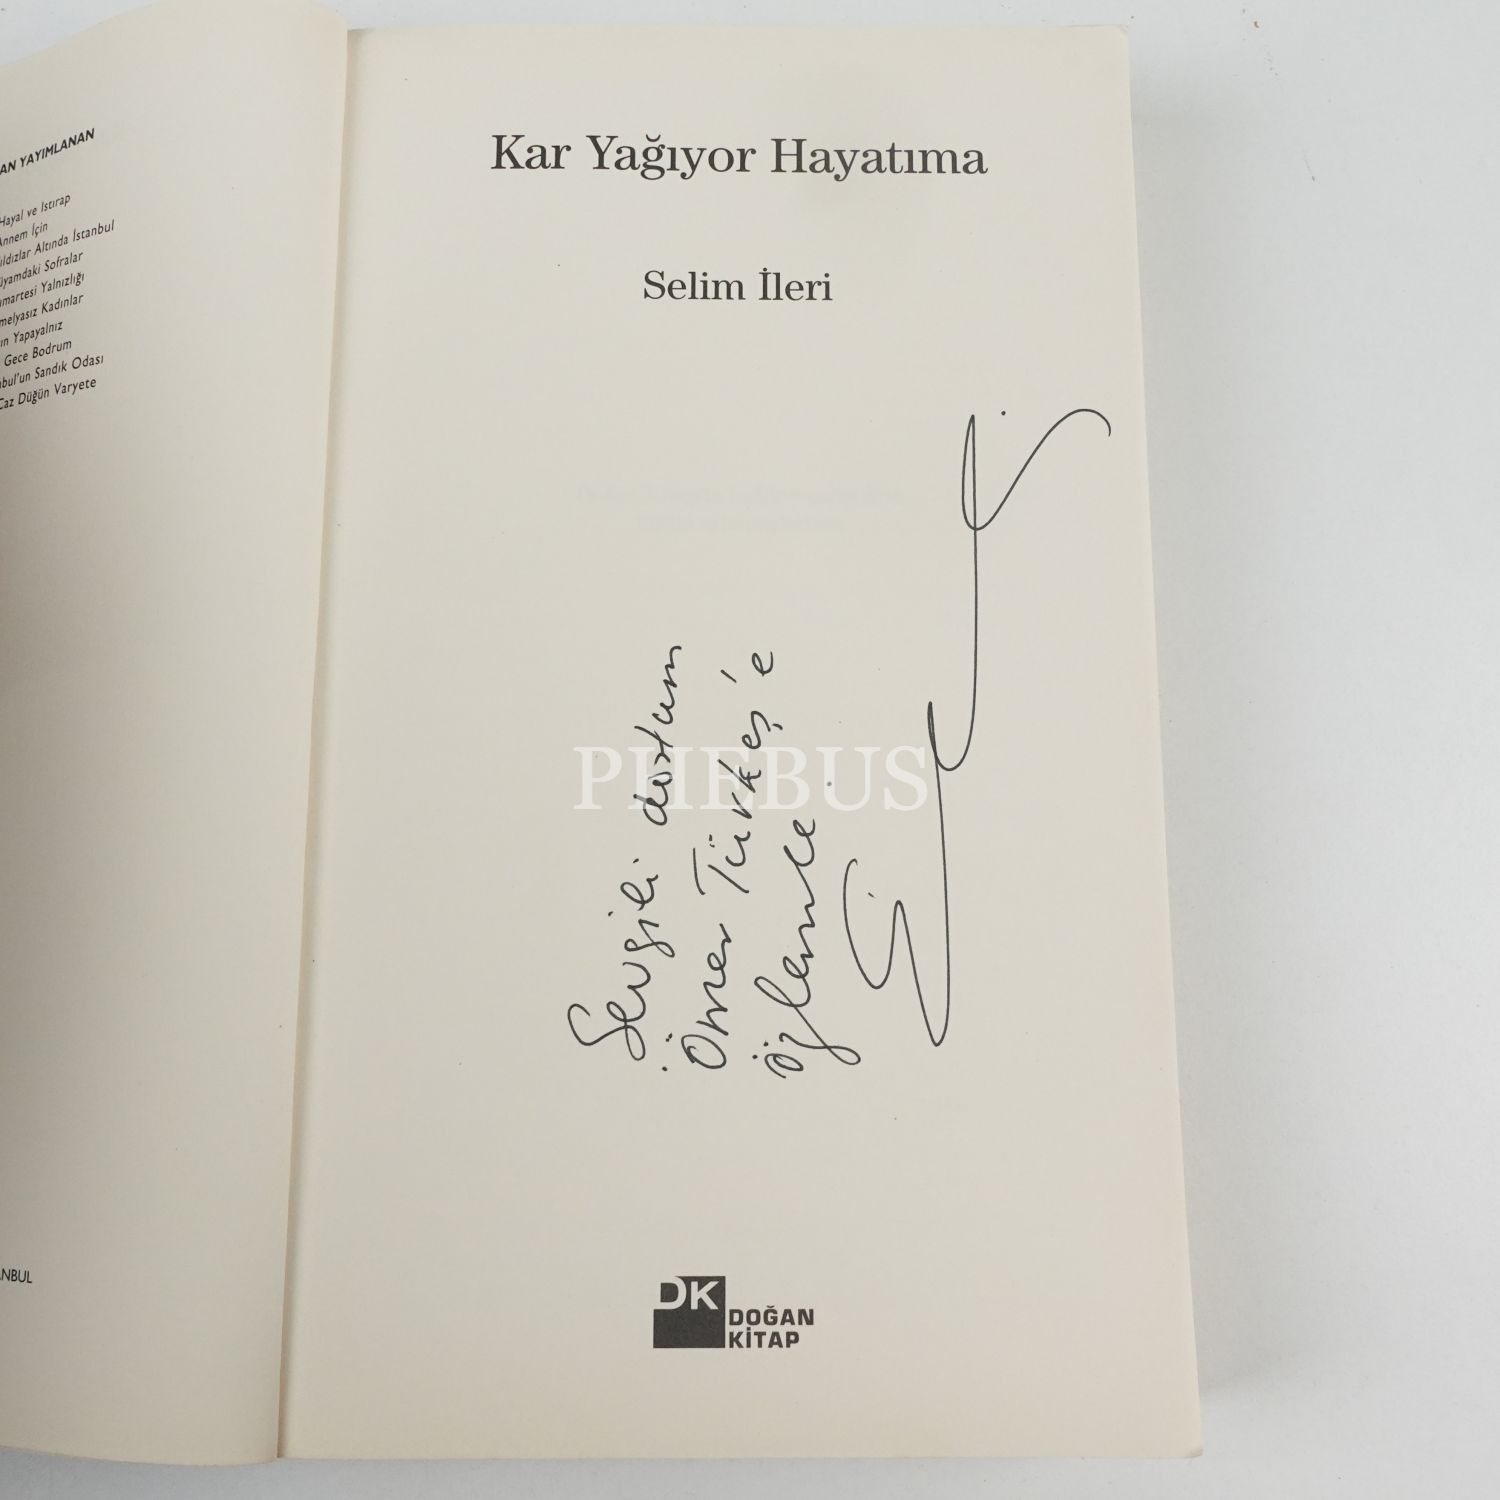 AN YAYIMLANAN
Hayal ve Istırap
Annem İçin
ıldızlar Altında İstanbul
üyamdaki Sofralar
umartesi Yalnızlığı
melyasız Kadınlar
ın Yapayalnız
Gece Bodrum
nbul'un Sandık Odası
Caz Düğün Varyete
ANBUL
Kar Yağıyor Hayatıma
Selim İleri
Sevgili dostum
Ömer Türkeş'e
özlemle
PHEBUS
DK
DOĞAN
KİTAP